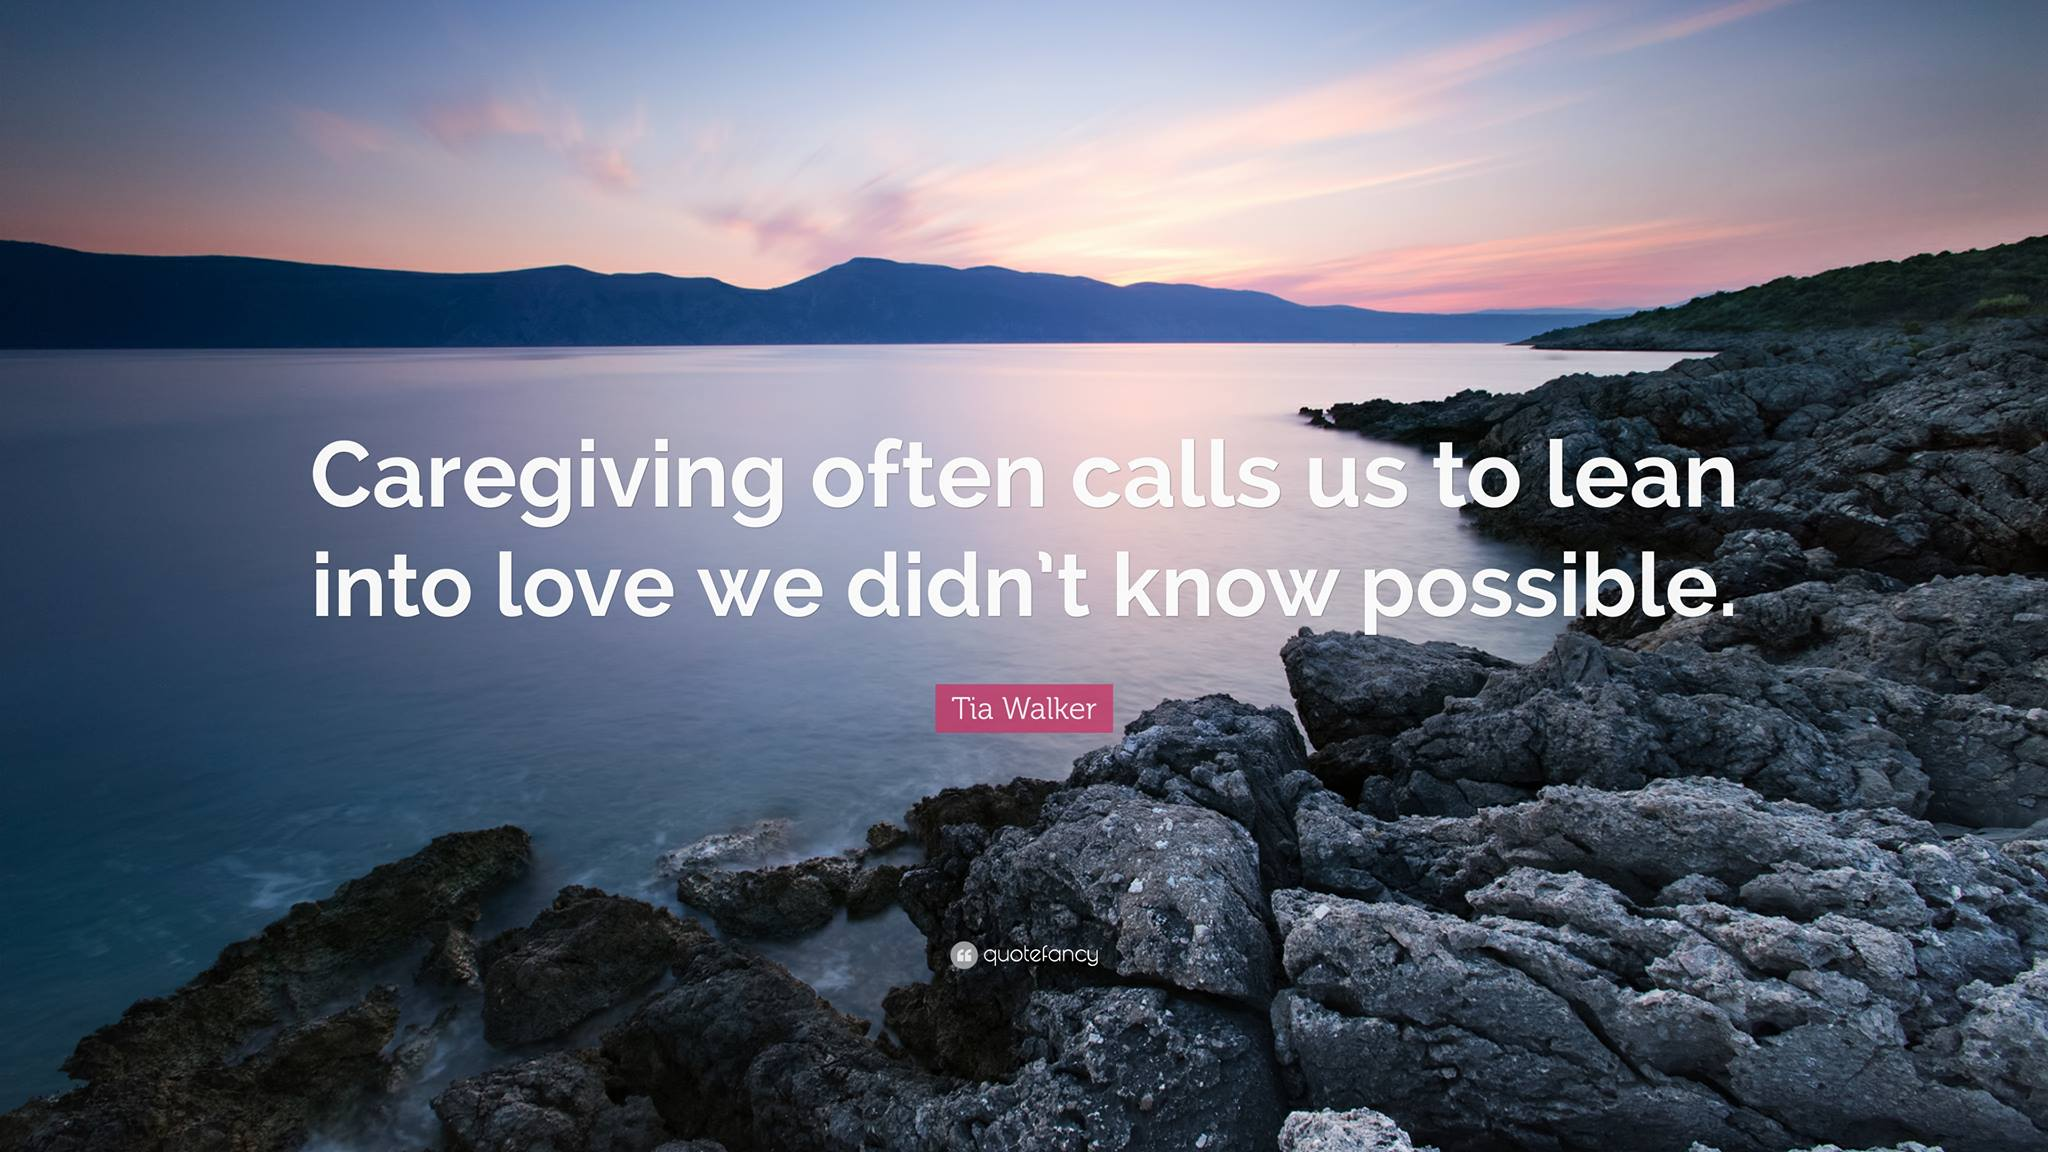 Caregiving often calls us to lean
into love we didn’t know possible.
Tia Walker
quotefancy